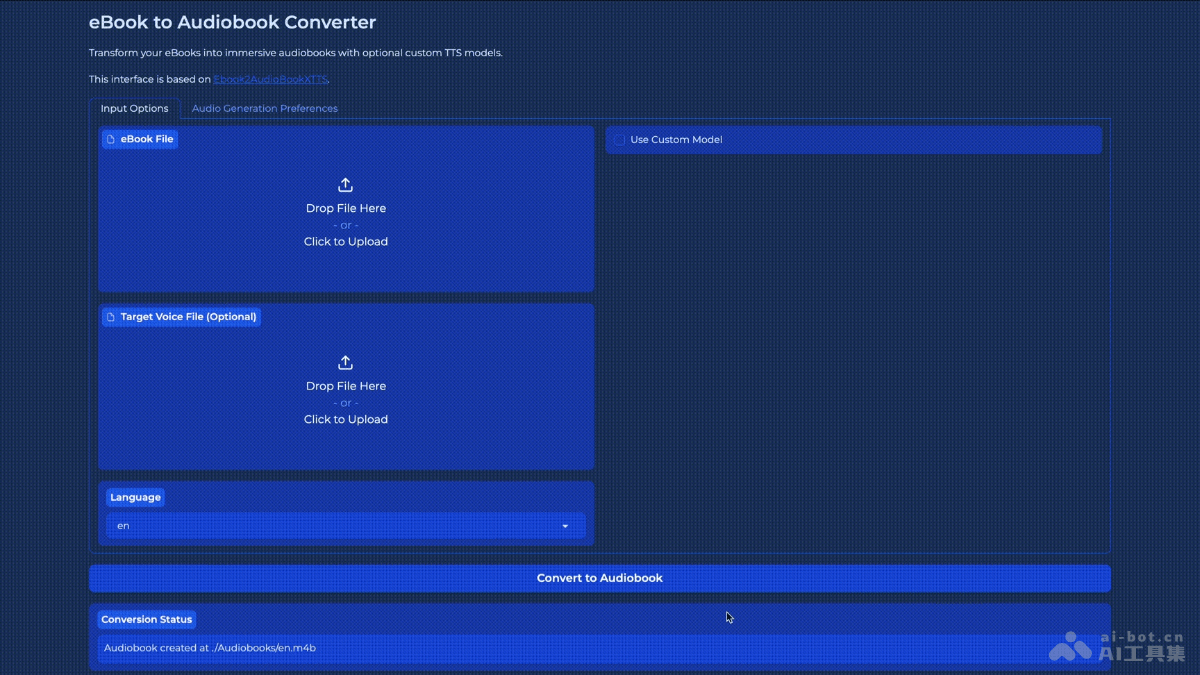 eBook to Audiobook Converter
Transform your eBooks into immersive audiobooks with optional custom TTS models.
This interface is based on Ebook2AudioBookXTTS.
Input Options
Audio Generation Preferences
eBook File
Drop File Here
- or -
Click to Upload
Use Custom Model
Target Voice File (Optional)
Drop File Here
- or -
Click to Upload
Language
en
Convert to Audiobook
Conversion Status
Audiobook created at ./Audiobooks/en.m4b
ai-bot.cn
AI工具集